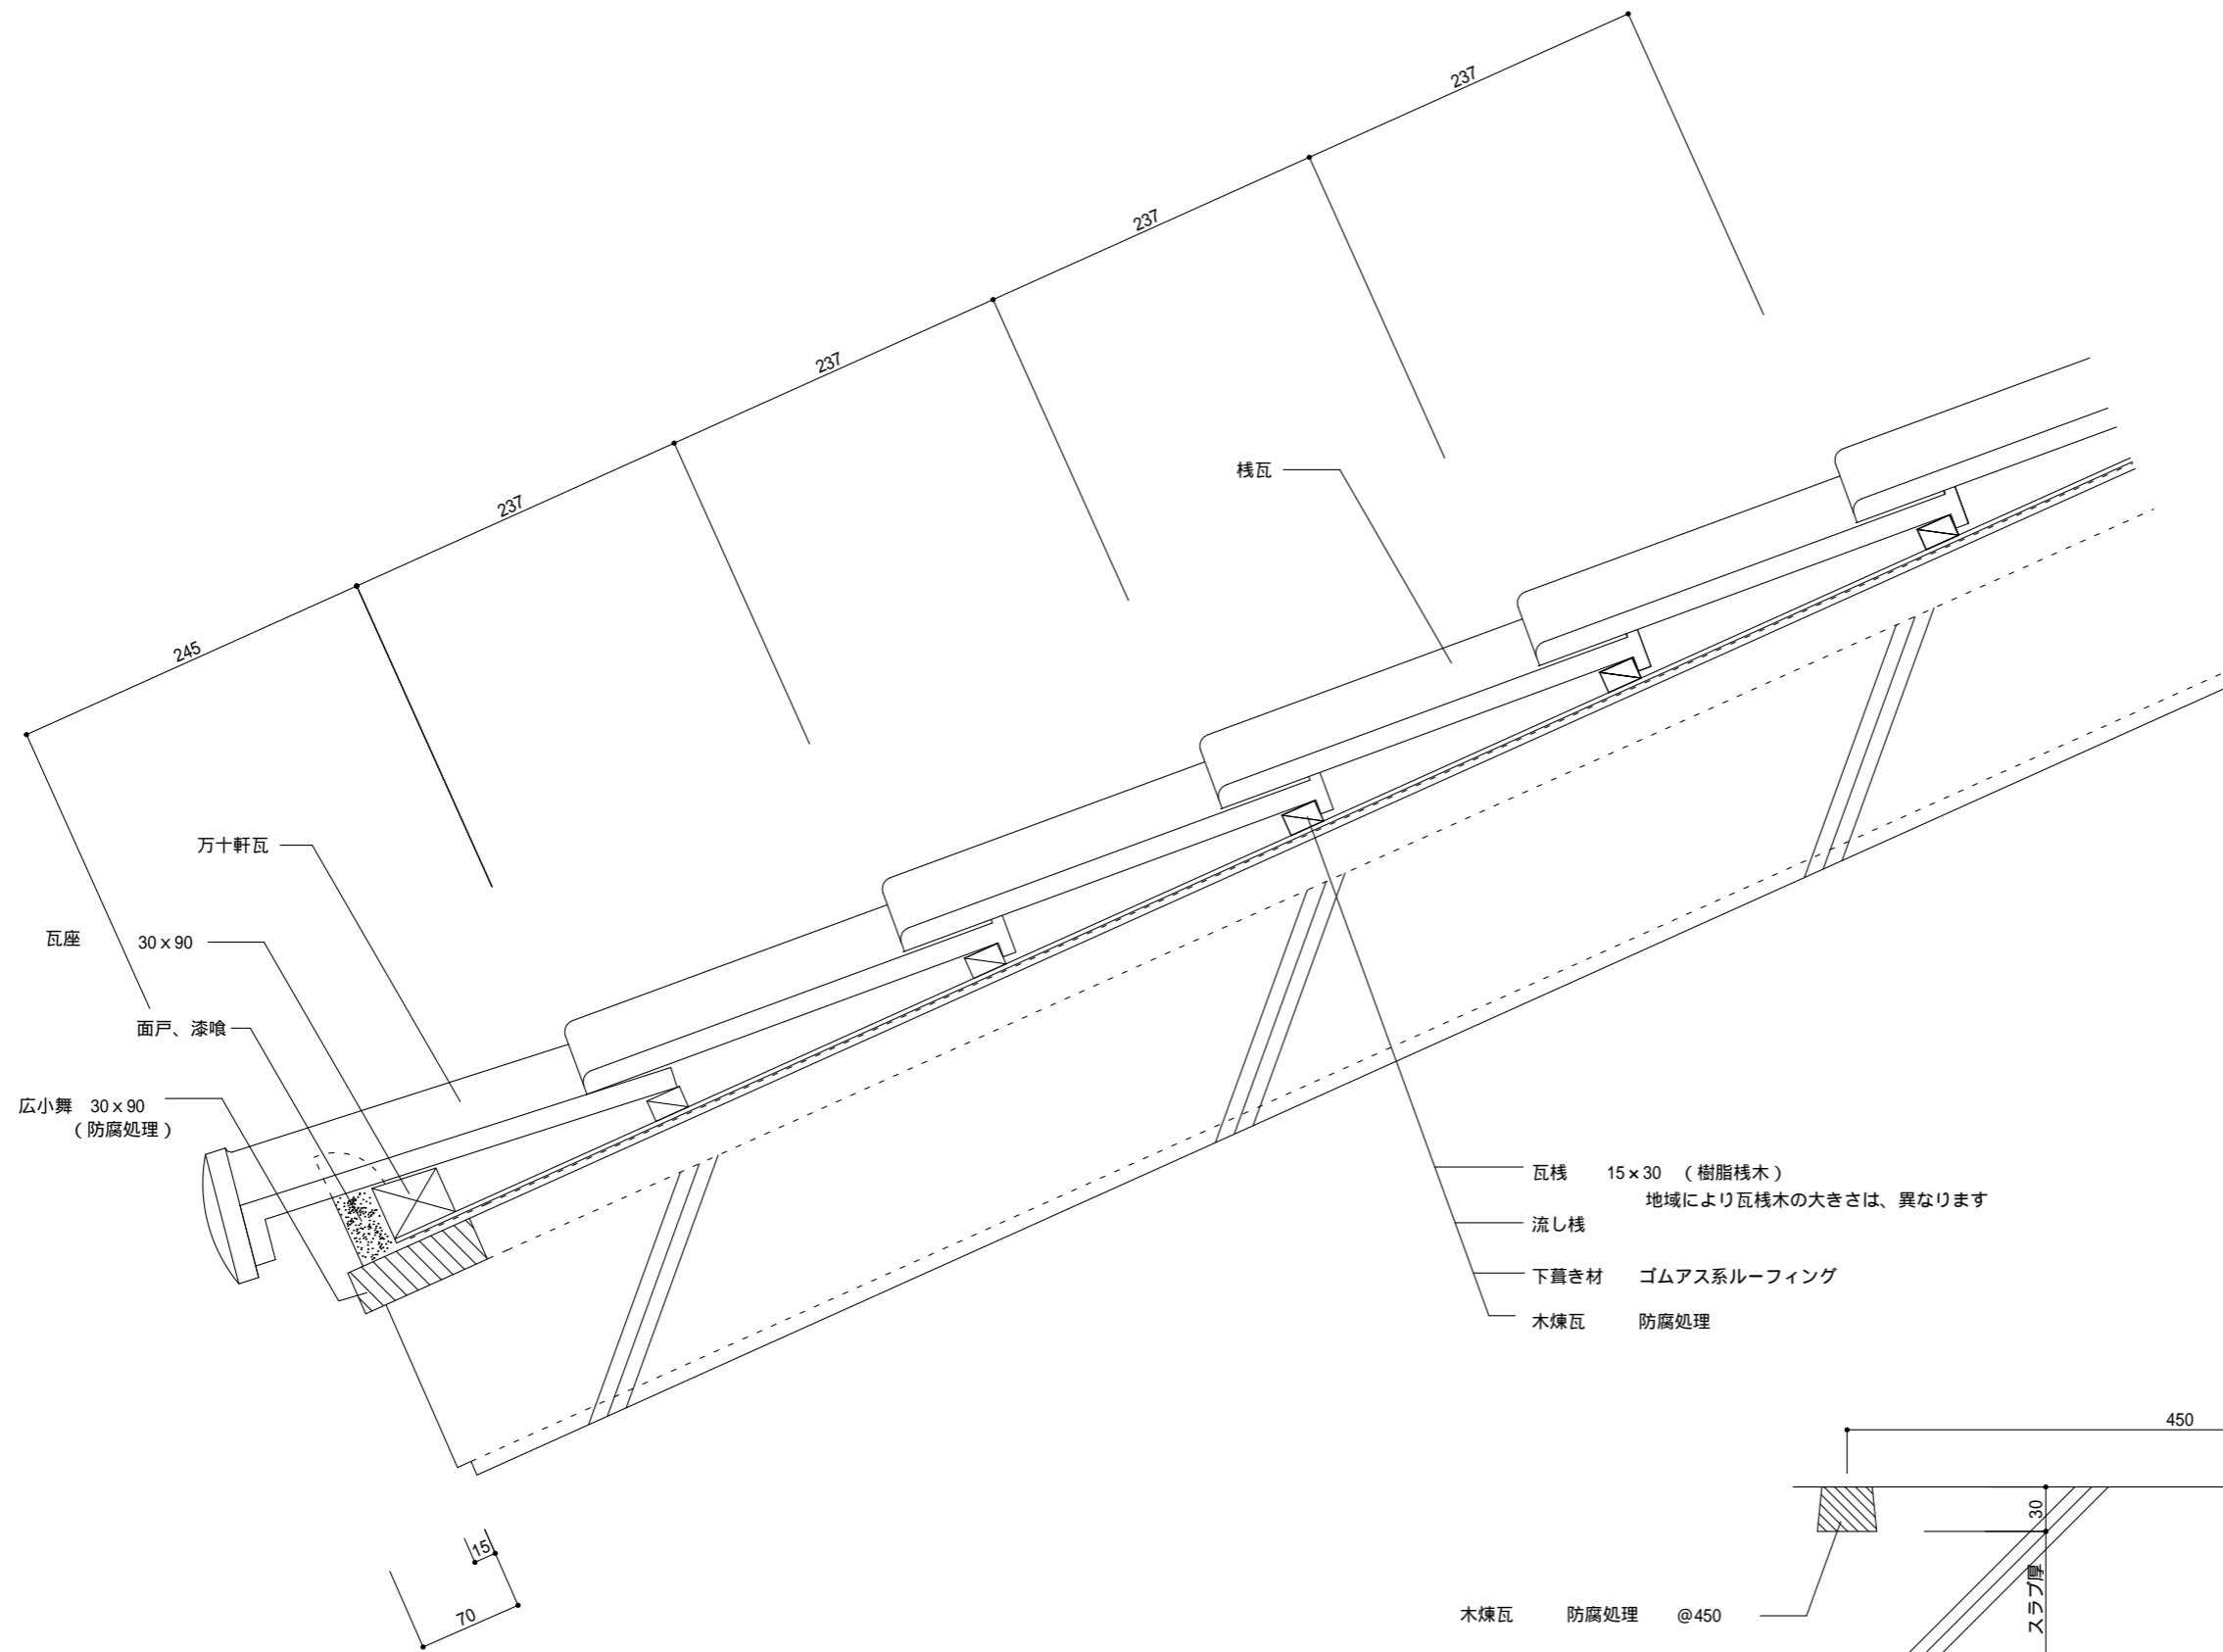 237
237
237
237
237
245
桟瓦
万十軒瓦
瓦座 30×90
面戸、漆喰
広小舞 30×90
(防腐処理)
瓦桟 15×30 (樹脂桟木)
地域により瓦桟木の大きさは、異なります
流し桟
下葺き材 ゴムアス系ルーフィング
木煉瓦 防腐処理
15
70
450
30
スラブ厚
木煉瓦 防腐処理 @450